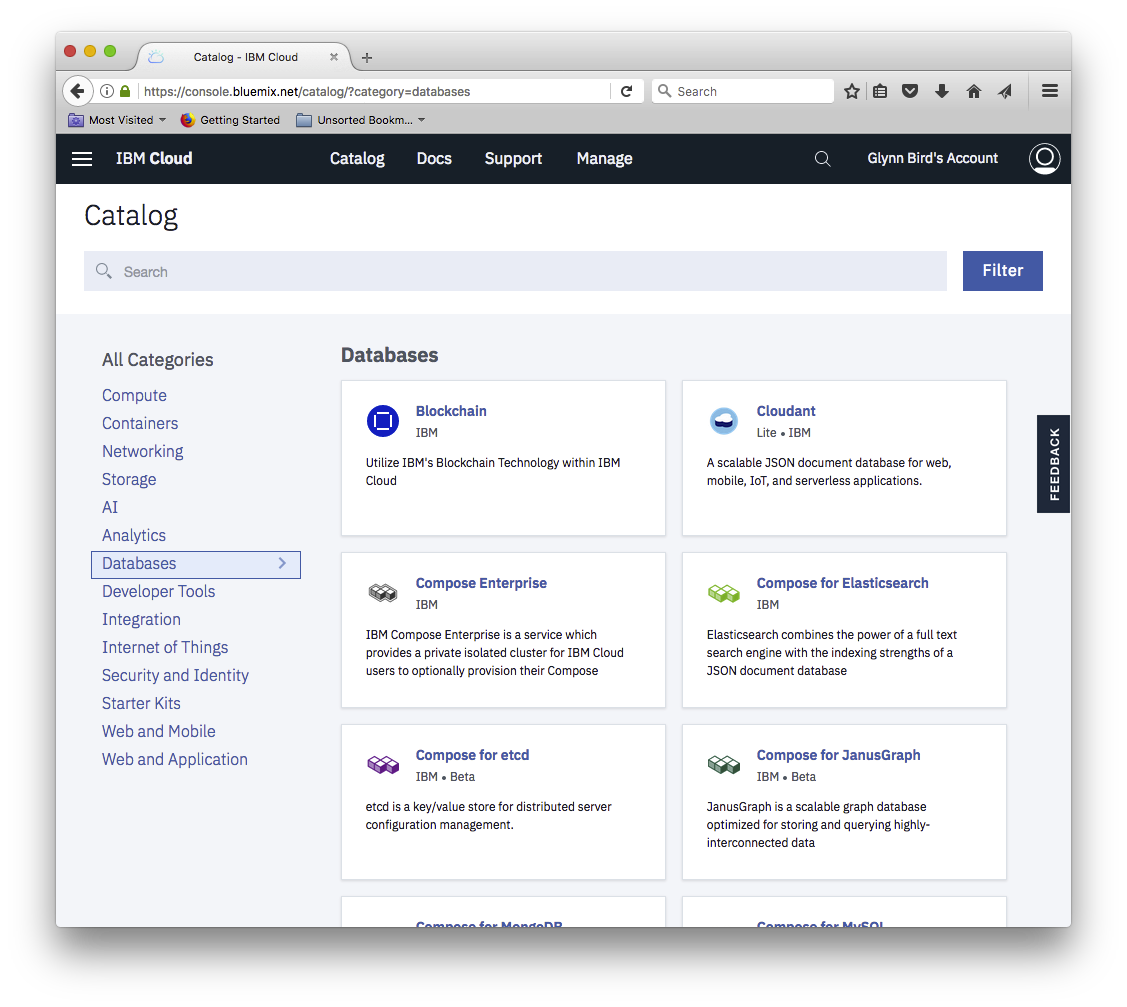 Catalog - IBM Cloud
https://console.bluemix.net/catalog/?category=databases
Search
Most Visited
Getting Started
Unsorted Bookm...
IBM Cloud
Catalog
Docs
Support
Manage
Glynn Bird's Account
Catalog
Search
Filter
All Categories
Compute
Containers
Networking
Storage
AI
Analytics
Databases
Developer Tools
Integration
Internet of Things
Security and Identity
Starter Kits
Web and Mobile
Web and Application
Databases
Blockchain
IBM
Utilize IBM's Blockchain Technology within IBM
Cloud
Cloudant
Lite • IBM
A scalable JSON document database for web,
mobile, IoT, and serverless applications.
Compose Enterprise
IBM
IBM Compose Enterprise is a service which
provides a private isolated cluster for IBM Cloud
users to optionally provision their Compose
Compose for Elasticsearch
IBM
Elasticsearch combines the power of a full text
search engine with the indexing strengths of a
JSON document database
Compose for etcd
IBM • Beta
etcd is a key/value store for distributed server
configuration management.
Compose for JanusGraph
IBM • Beta
JanusGraph is a scalable graph database
optimized for storing and querying highly-
interconnected data
Compose for MongoDB
Compose for MySQL
FEEDBACK